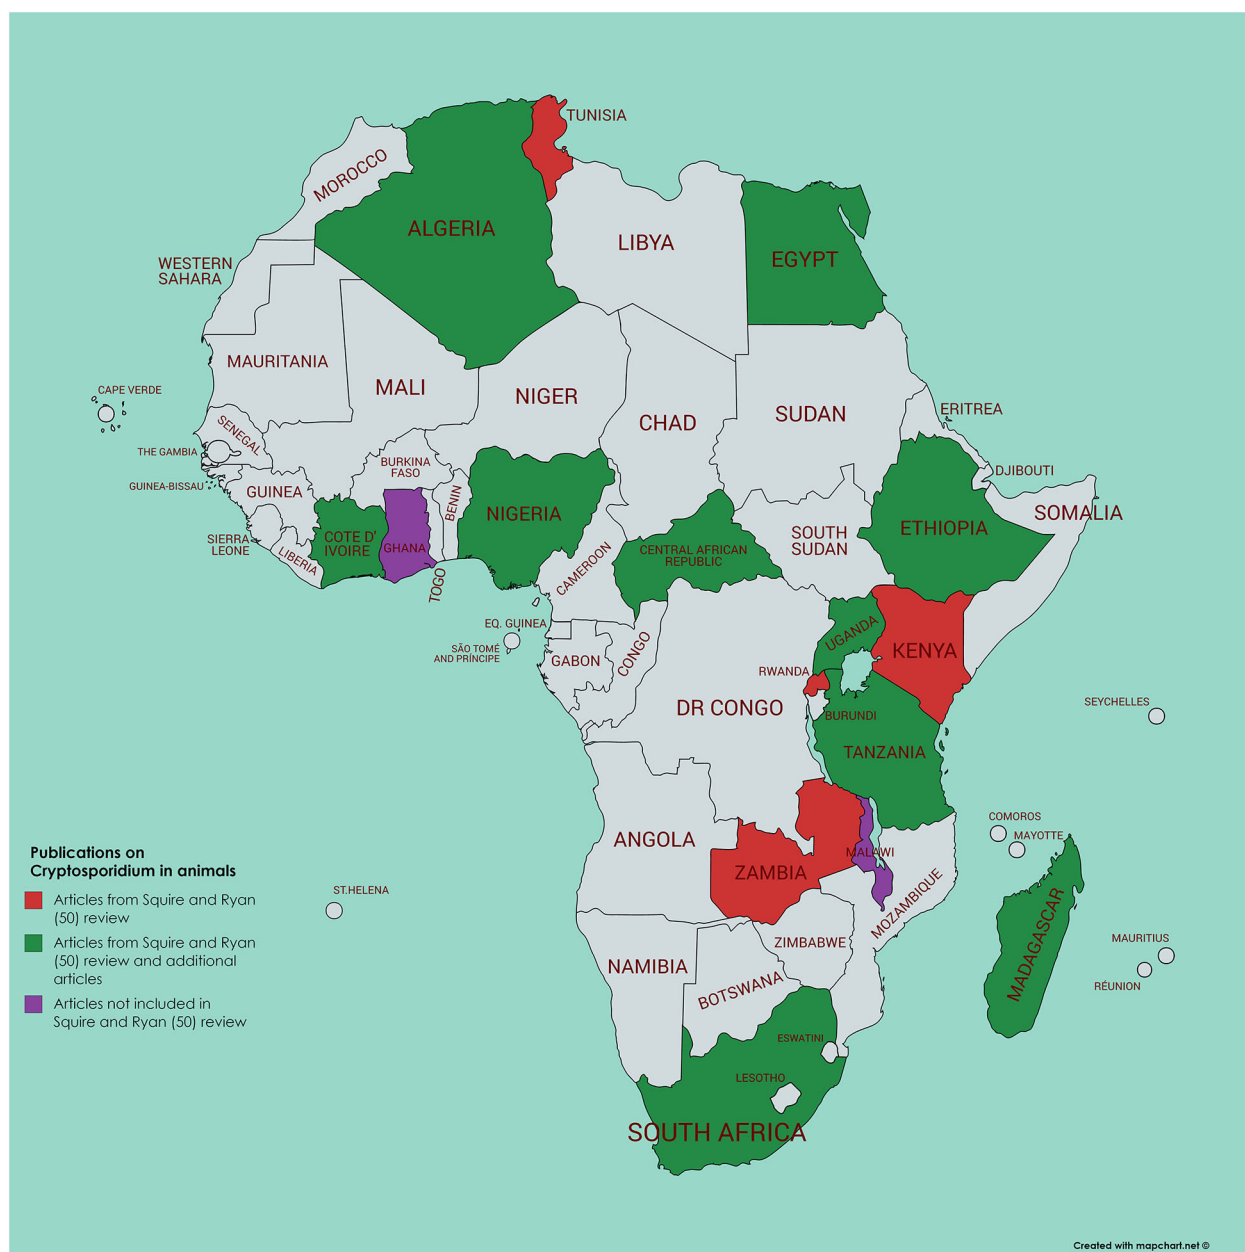 TUNISIA
MOROCCO
ALGERIA
LIBYA
EGYPT
WESTERN
SAHARA
MAURITANIA
MALI
NIGER
CHAD
SUDAN
ERITREA
CAPE VERDE
SENEGAL
THE GAMBIA
GUINEA-BISSAU
GUINEA
BURKINA
FASO
BENIN
NIGERIA
DJIBOUTI
SOMALIA
ETHIOPIA
SOUTH
SUDAN
SIERRA
LEONE
LIBERIA
COTE D'
IVOIRE
GHANA
TOGO
CAMEROON
CENTRAL AFRICAN
REPUBLIC
EQ. GUINEA
SÃO TOMÉ
AND PRÍNCIPE
GABON
CONGO
UGANDA
KENYA
RWANDA
DR CONGO
BURUNDI
TANZANIA
SEYCHELLES
COMOROS
MAYOTTE
ANGOLA
ZAMBIA
MALAWI
MOZAMBIQUE
ST.HELENA
MADAGASCAR
MAURITIUS
RÉUNION
ZIMBABWE
NAMIBIA
BOTSWANA
ESWATINI
LESOTHO
SOUTH AFRICA
Publications on
Cryptosporidium in animals
Articles from Squire and Ryan
(50) review
Articles from Squire and Ryan
(50) review and additional
articles
Articles not included in
Squire and Ryan (50) review
Created with mapchart.net ©